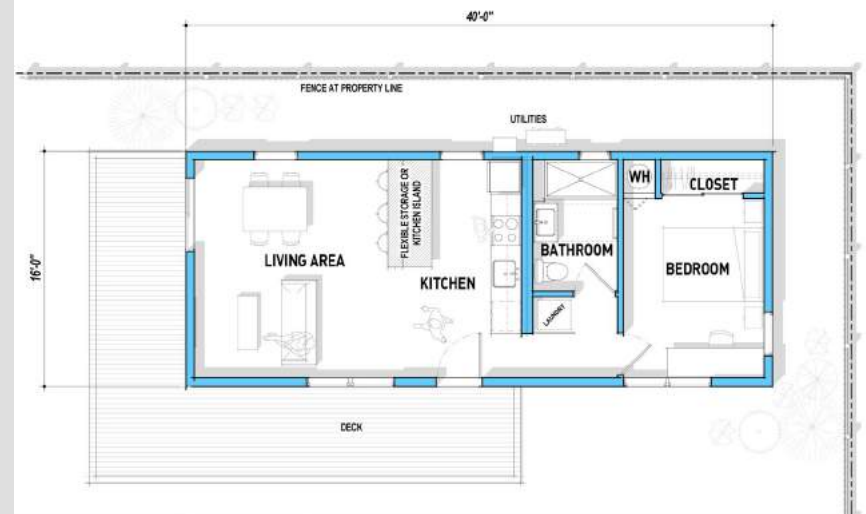 40'-0"
FENCE AT PROPERTY LINE
UTILITIES
16'-0"
FLEXIBLE STORAGE OR
KITCHEN ISLAND
WH
CLOSET
LIVING AREA
BATHROOM
BEDROOM
KITCHEN
LAUNDRY
DECK